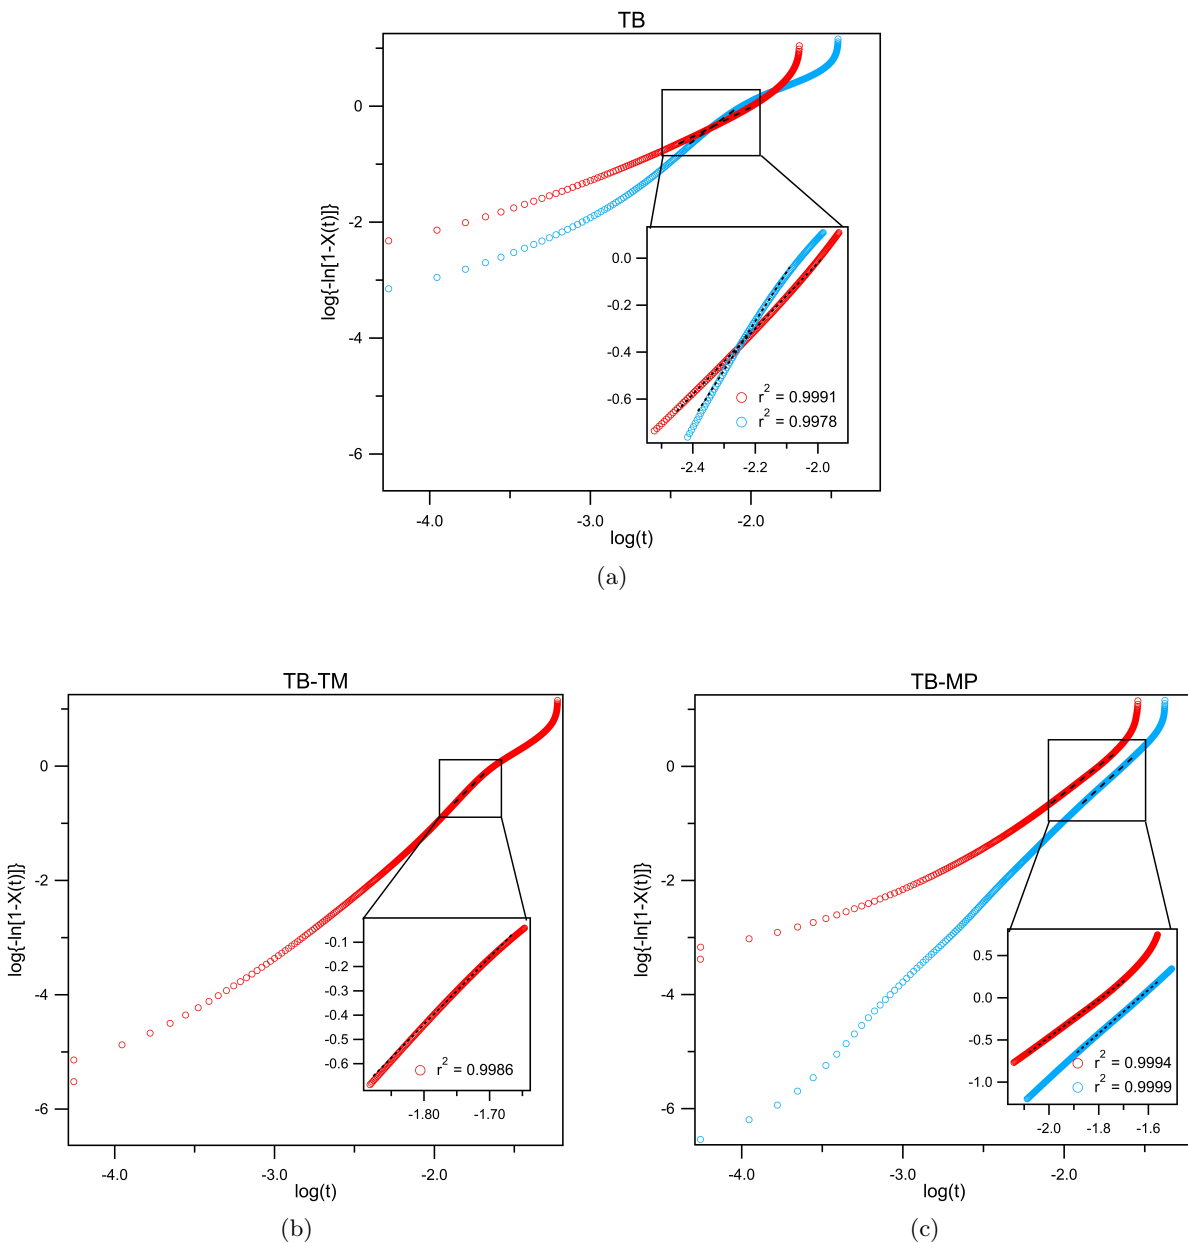 TB
0
-2
-4
-6
log{-ln[1-X(t)]}
0.0
-0.2
-0.4
-0.6
r² = 0.9991
r² = 0.9978
-2.4 -2.2 -2.0
-4.0 -3.0 -2.0
log(t)
(a)
TB-TM
0
-2
-4
-6
log{-ln[1-X(t)]}
-0.1
-0.2
-0.3
-0.4
-0.5
-0.6
r² = 0.9986
-1.80 -1.70
-4.0 -3.0 -2.0
log(t)
(b)
TB-MP
0
-2
-4
-6
log{-ln[1-X(t)]}
0.5
0.0
-0.5
-1.0
r² = 0.9994
r² = 0.9999
-2.0 -1.8 -1.6
-4.0 -3.0 -2.0
log(t)
(c)